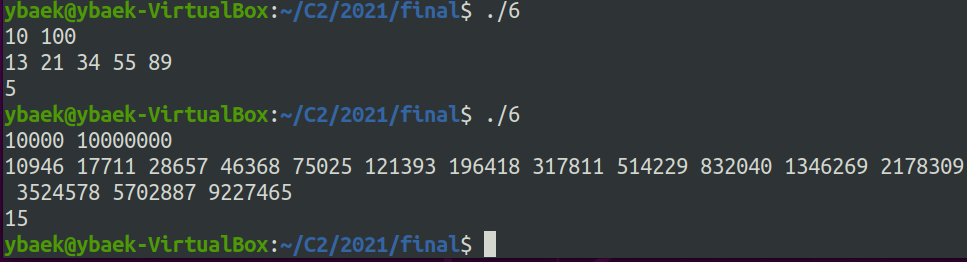 ybaek@ybaek-VirtualBox:~/C2/2021/final$ ./6
10 100
13 21 34 55 89
5
ybaek@ybaek-VirtualBox:~/C2/2021/final$ ./6
10000 10000000
10946 17711 28657 46368 75025 121393 196418 317811 514229 832040 1346269 2178309
 3524578 5702887 9227465
15
ybaek@ybaek-VirtualBox:~/C2/2021/final$